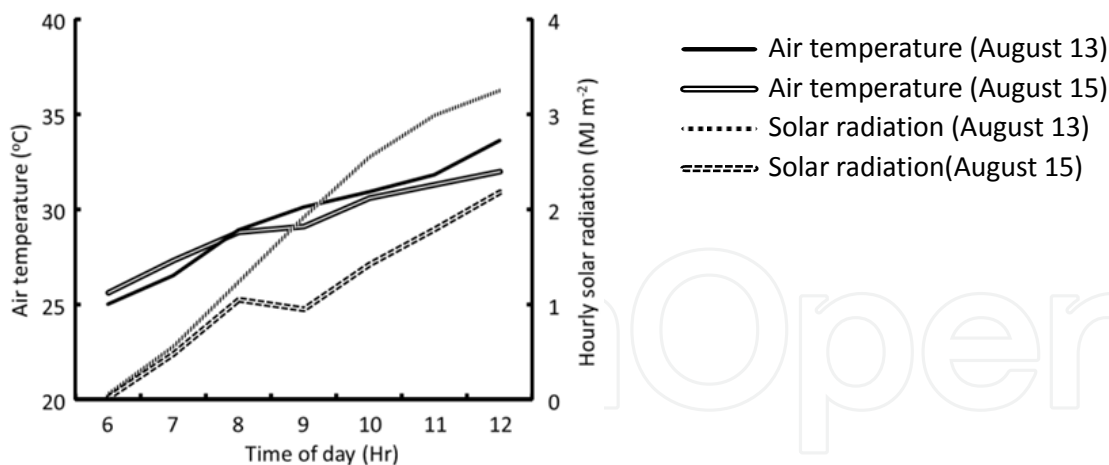 40
35
30
25
20
Air temperature (ºC)
4
3
2
1
0
Hourly solar radiation (MJ m⁻²)
6 7 8 9 10 11 12
Time of day (Hr)
Air temperature (August 13)
Air temperature (August 15)
Solar radiation (August 13)
Solar radiation(August 15)